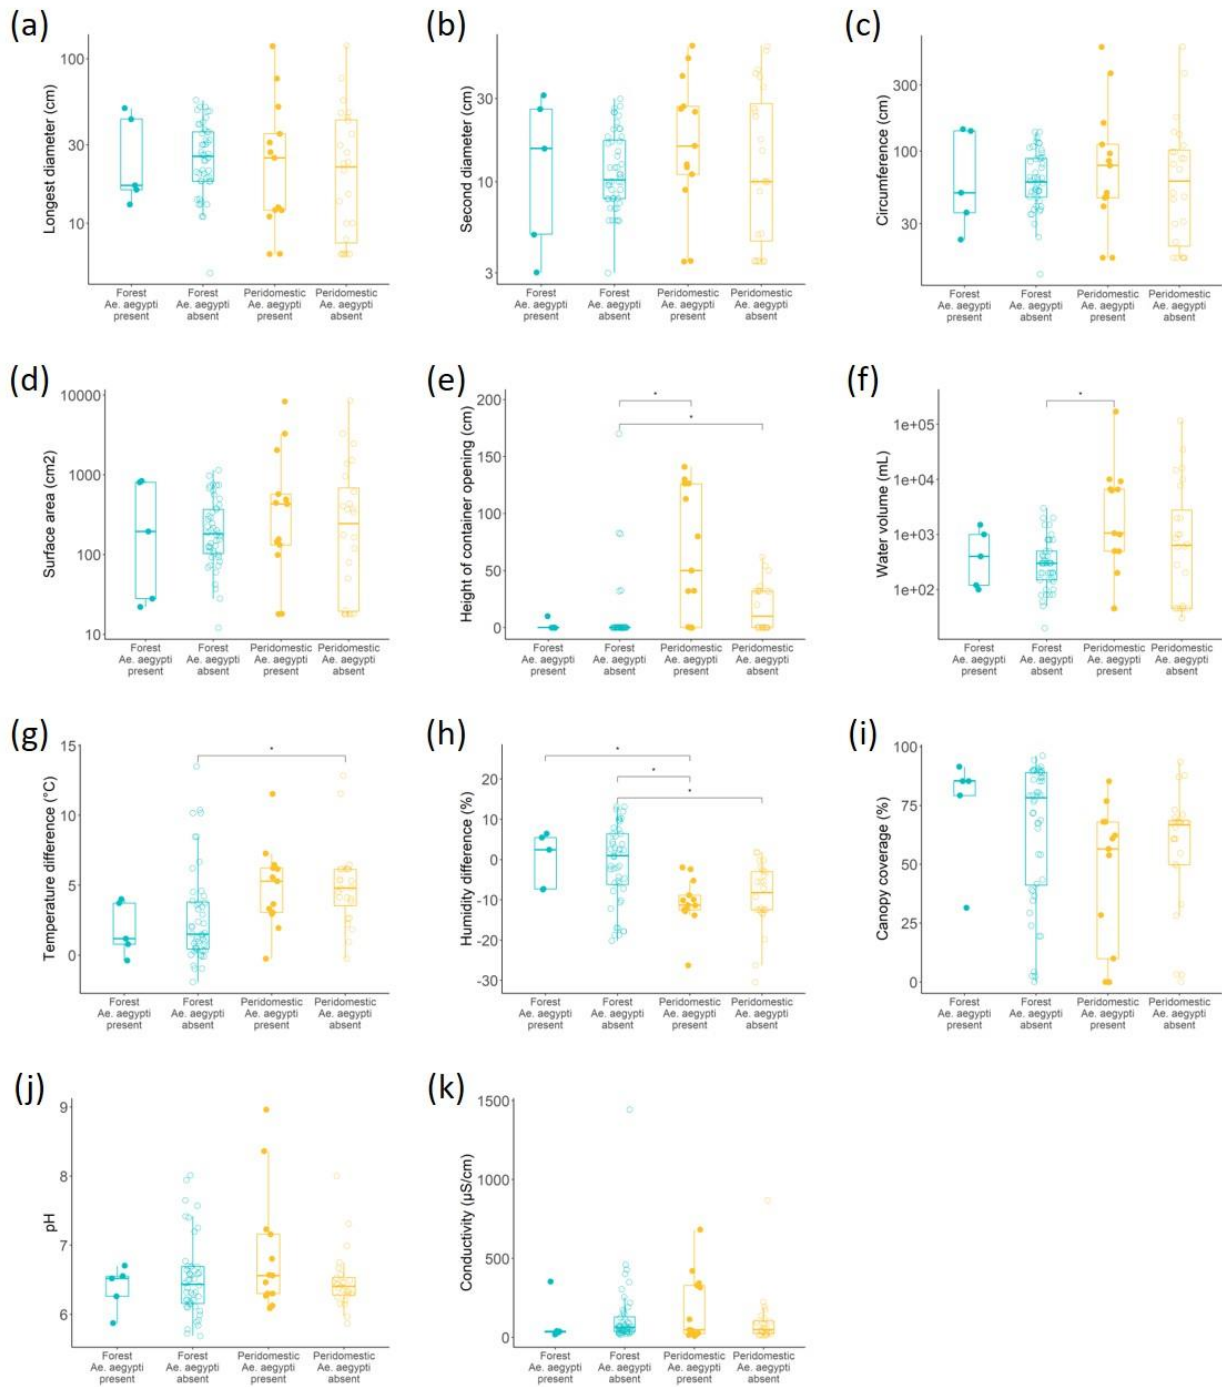 (a)
Longest diameter (cm)
100
30
10
Forest Ae. aegypti present
Forest Ae. aegypti absent
Peridomestic Ae. aegypti present
Peridomestic Ae. aegypti absent
(b)
Second diameter (cm)
30
10
3
Forest Ae. aegypti present
Forest Ae. aegypti absent
Peridomestic Ae. aegypti present
Peridomestic Ae. aegypti absent
(c)
Circumference (cm)
300
100
30
Forest Ae. aegypti present
Forest Ae. aegypti absent
Peridomestic Ae. aegypti present
Peridomestic Ae. aegypti absent
(d)
Surface area (cm2)
10000
1000
100
10
Forest Ae. aegypti present
Forest Ae. aegypti absent
Peridomestic Ae. aegypti present
Peridomestic Ae. aegypti absent
(e)
Height of container opening (cm)
200
150
100
50
0
*
*
Forest Ae. aegypti present
Forest Ae. aegypti absent
Peridomestic Ae. aegypti present
Peridomestic Ae. aegypti absent
(f)
Water volume (mL)
1e+05
1e+04
1e+03
1e+02
*
Forest Ae. aegypti present
Forest Ae. aegypti absent
Peridomestic Ae. aegypti present
Peridomestic Ae. aegypti absent
(g)
Temperature difference (°C)
15
10
5
0
*
Forest Ae. aegypti present
Forest Ae. aegypti absent
Peridomestic Ae. aegypti present
Peridomestic Ae. aegypti absent
(h)
Humidity difference (%)
20
10
0
-10
-20
-30
*
*
*
Forest Ae. aegypti present
Forest Ae. aegypti absent
Peridomestic Ae. aegypti present
Peridomestic Ae. aegypti absent
(i)
Canopy coverage (%)
100
75
50
25
0
Forest Ae. aegypti present
Forest Ae. aegypti absent
Peridomestic Ae. aegypti present
Peridomestic Ae. aegypti absent
(j)
pH
9
8
7
6
Forest Ae. aegypti present
Forest Ae. aegypti absent
Peridomestic Ae. aegypti present
Peridomestic Ae. aegypti absent
(k)
Conductivity (µS/cm)
1500
1000
500
0
Forest Ae. aegypti present
Forest Ae. aegypti absent
Peridomestic Ae. aegypti present
Peridomestic Ae. aegypti absent